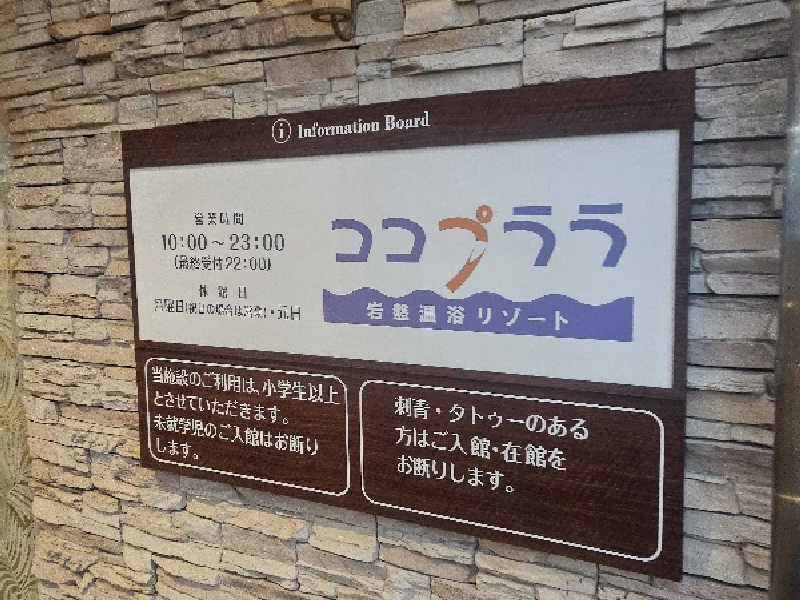 i Information Board
営業時間
10:00～23:00
(最終受付22:00)
休館日
ココプララ
岩盤温浴リゾート
当施設のご利用は、小学生以上
とさせていただきます。
未就学児のご入館はお断り
します。
刺青・タトゥーのある
方はご入館・在館を
お断りします。